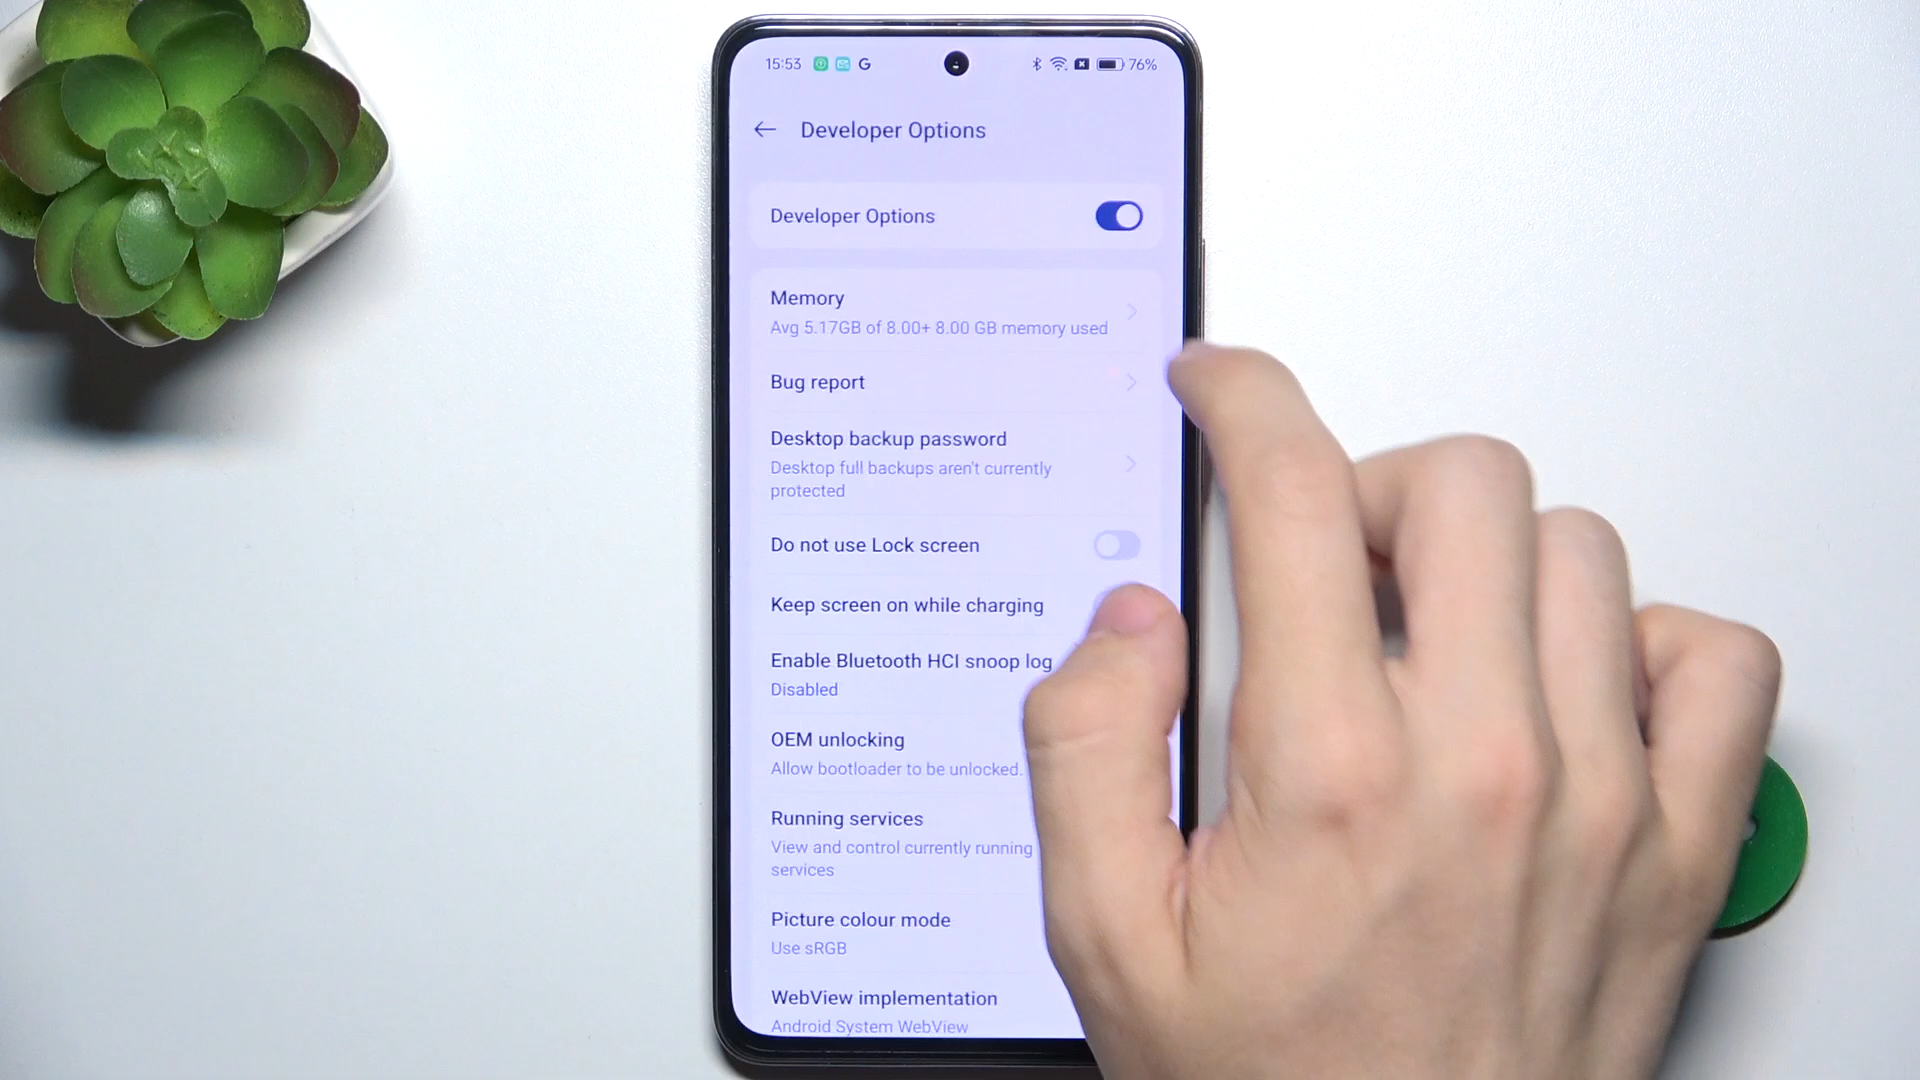 15:53 G 76%
Developer Options
Developer Options
Memory
Avg 5.17GB of 8.00+ 8.00 GB memory used
Bug report
Desktop backup password
Desktop full backups aren't currently
protected
Do not use Lock screen
Keep screen on while charging
Enable Bluetooth HCI snoop log
Disabled
OEM unlocking
Allow bootloader to be unlocked.
Running services
View and control currently running
services
Picture colour mode
Use sRGB
WebView implementation
Android System WebView